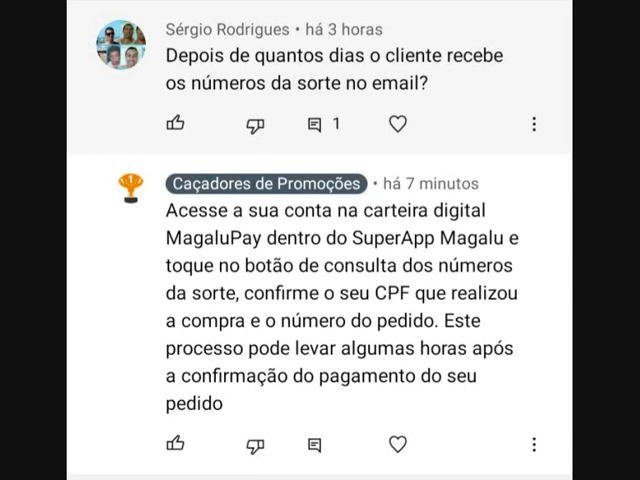 Sérgio Rodrigues • há 3 horas
Depois de quantos dias o cliente recebe
os números da sorte no email?
1
1
Caçadores de Promoções • há 7 minutos
Acesse a sua conta na carteira digital
MagaluPay dentro do SuperApp Magalu e
toque no botão de consulta dos números
da sorte, confirme o seu CPF que realizou
a compra e o número do pedido. Este
processo pode levar algumas horas após
a confirmação do pagamento do seu
pedido